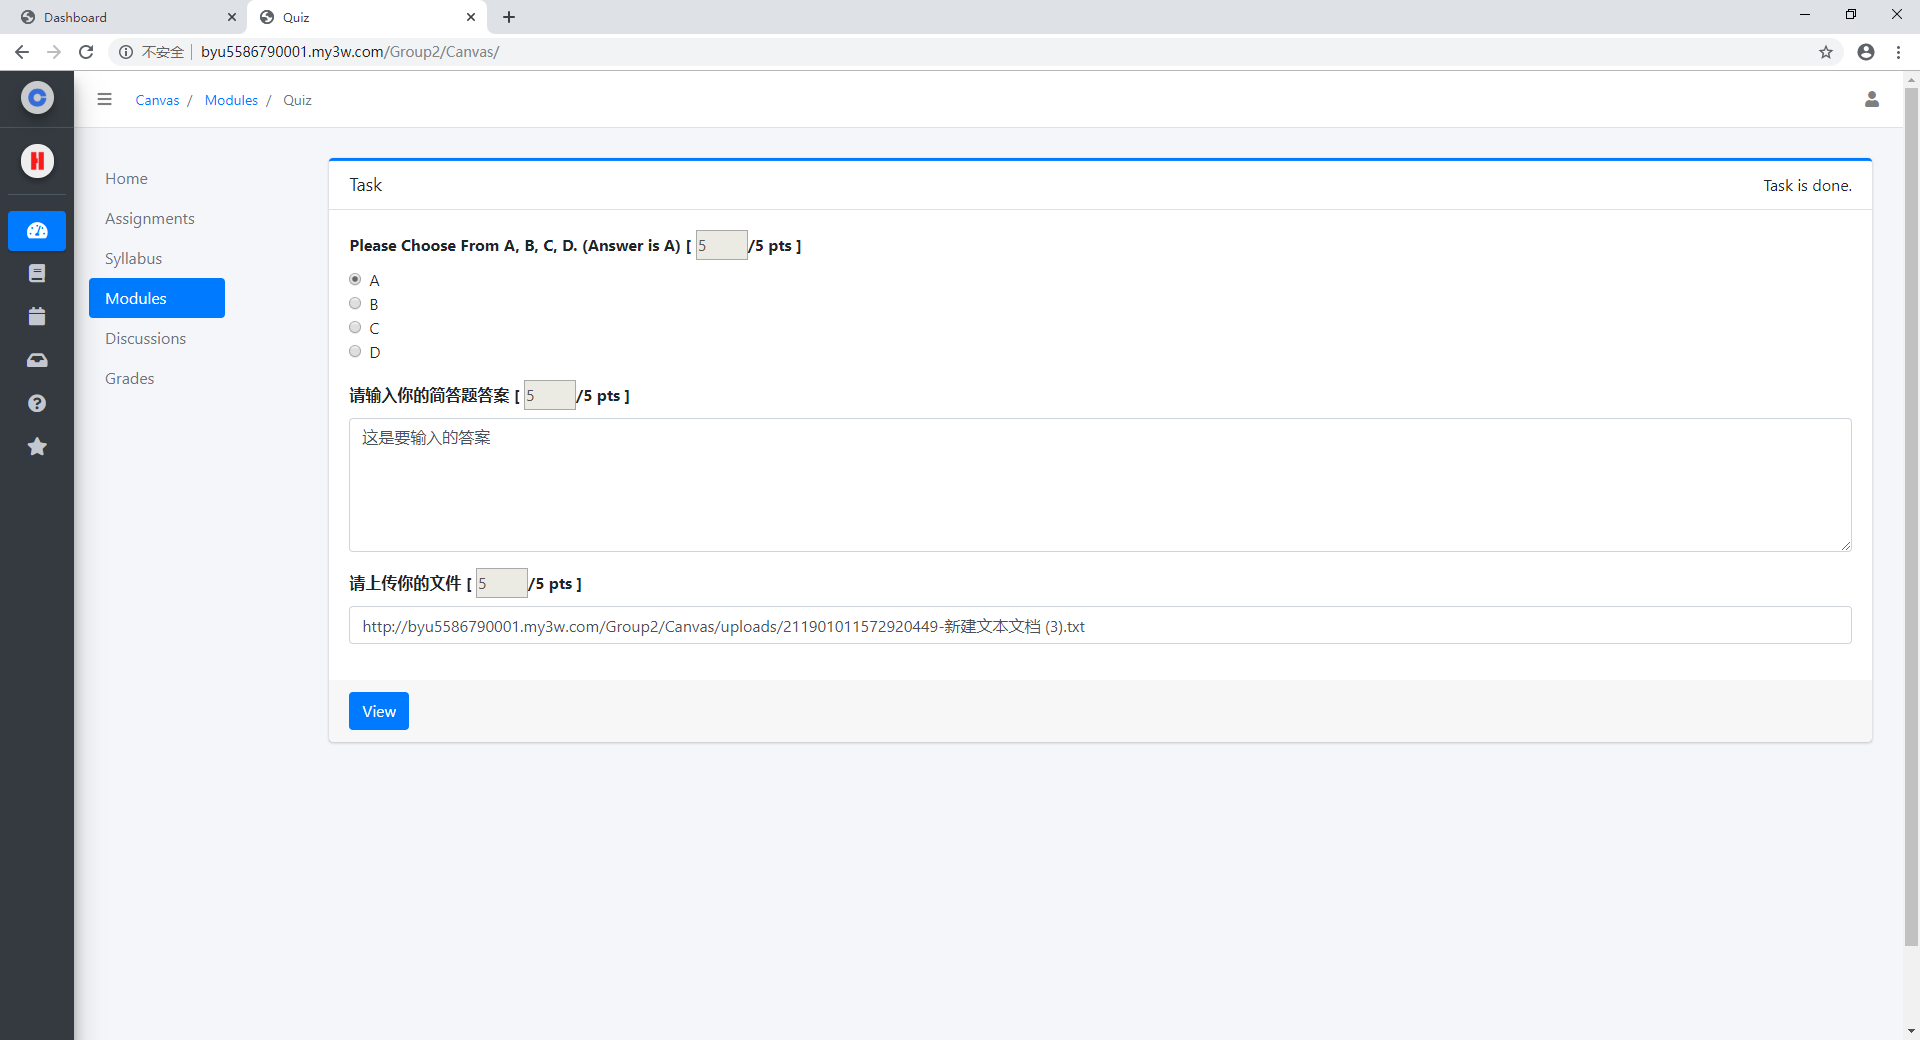 Dashboard
Quiz
不安全
byu5586790001.my3w.com/Group2/Canvas/
Canvas / Modules / Quiz
Home
Assignments
Syllabus
Modules
Discussions
Grades
Task
Task is done.
Please Choose From A, B, C, D. (Answer is A) [ 5 /5 pts ]
A
B
C
D
请输入你的简答题答案 [ 5 /5 pts ]
这是要输入的答案
请上传你的文件 [ 5 /5 pts ]
http://byu5586790001.my3w.com/Group2/Canvas/uploads/211901011572920449-新建文本文档 (3).txt
View